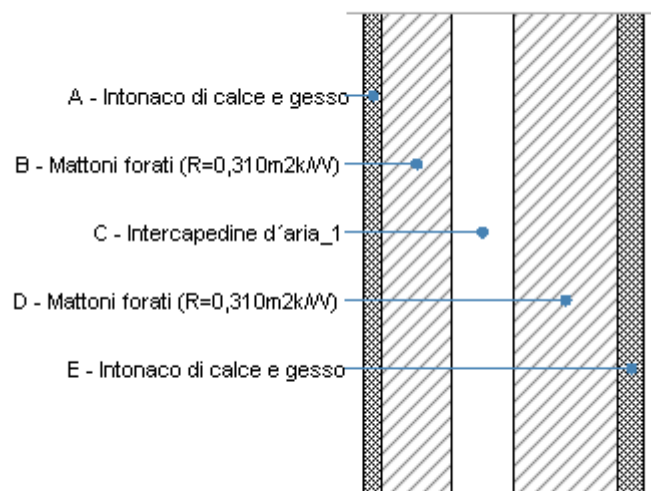 A - Intonaco di calce e gesso
B - Mattoni forati (R=0,310m2k/W)
C - Intercapedine d´aria_1
D - Mattoni forati (R=0,310m2k/W)
E - Intonaco di calce e gesso